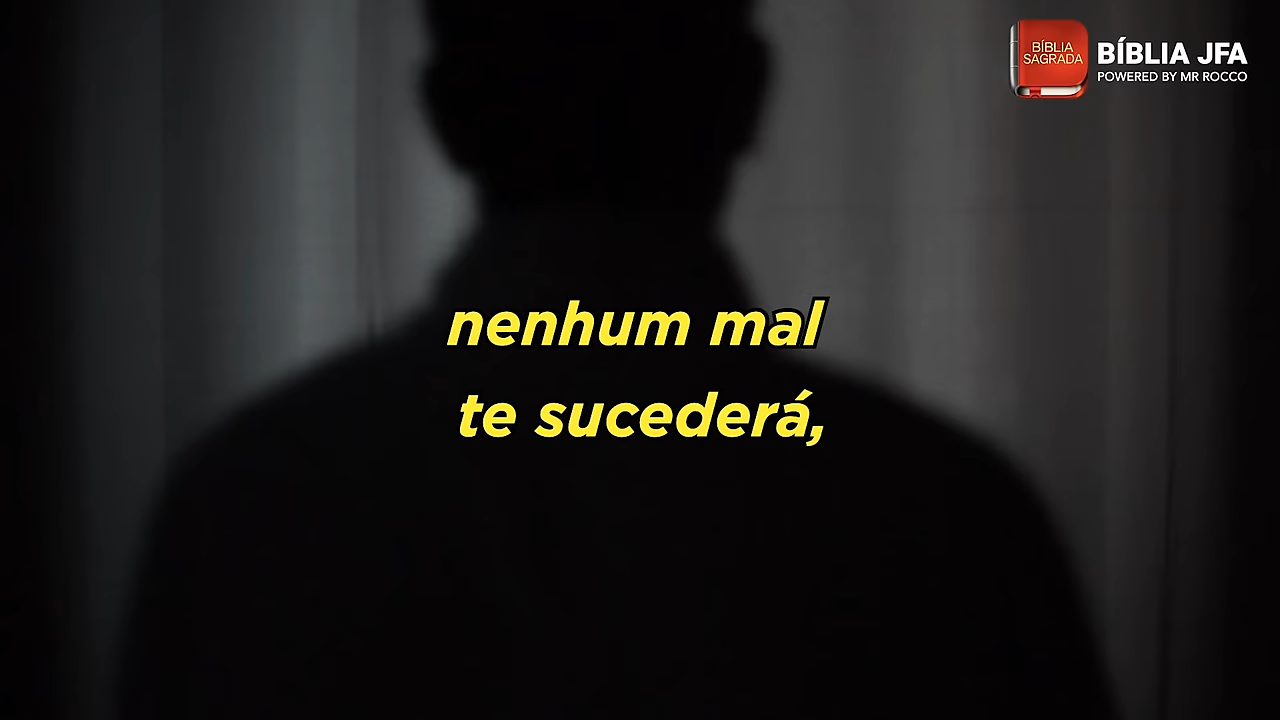 BÍBLIA
SAGRADA
BÍBLIA JFA
POWERED BY MR ROCCO
nenhum mal
te sucederá,